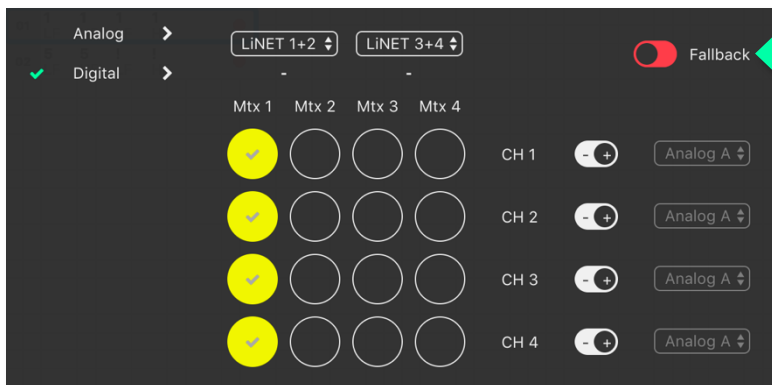 Analog
LiNET 1+2 LiNET 3+4
Fallback
Digital
- -
Mtx 1 Mtx 2 Mtx 3 Mtx 4
CH 1 - + Analog A
CH 2 - + Analog A
CH 3 - + Analog A
CH 4 - + Analog A